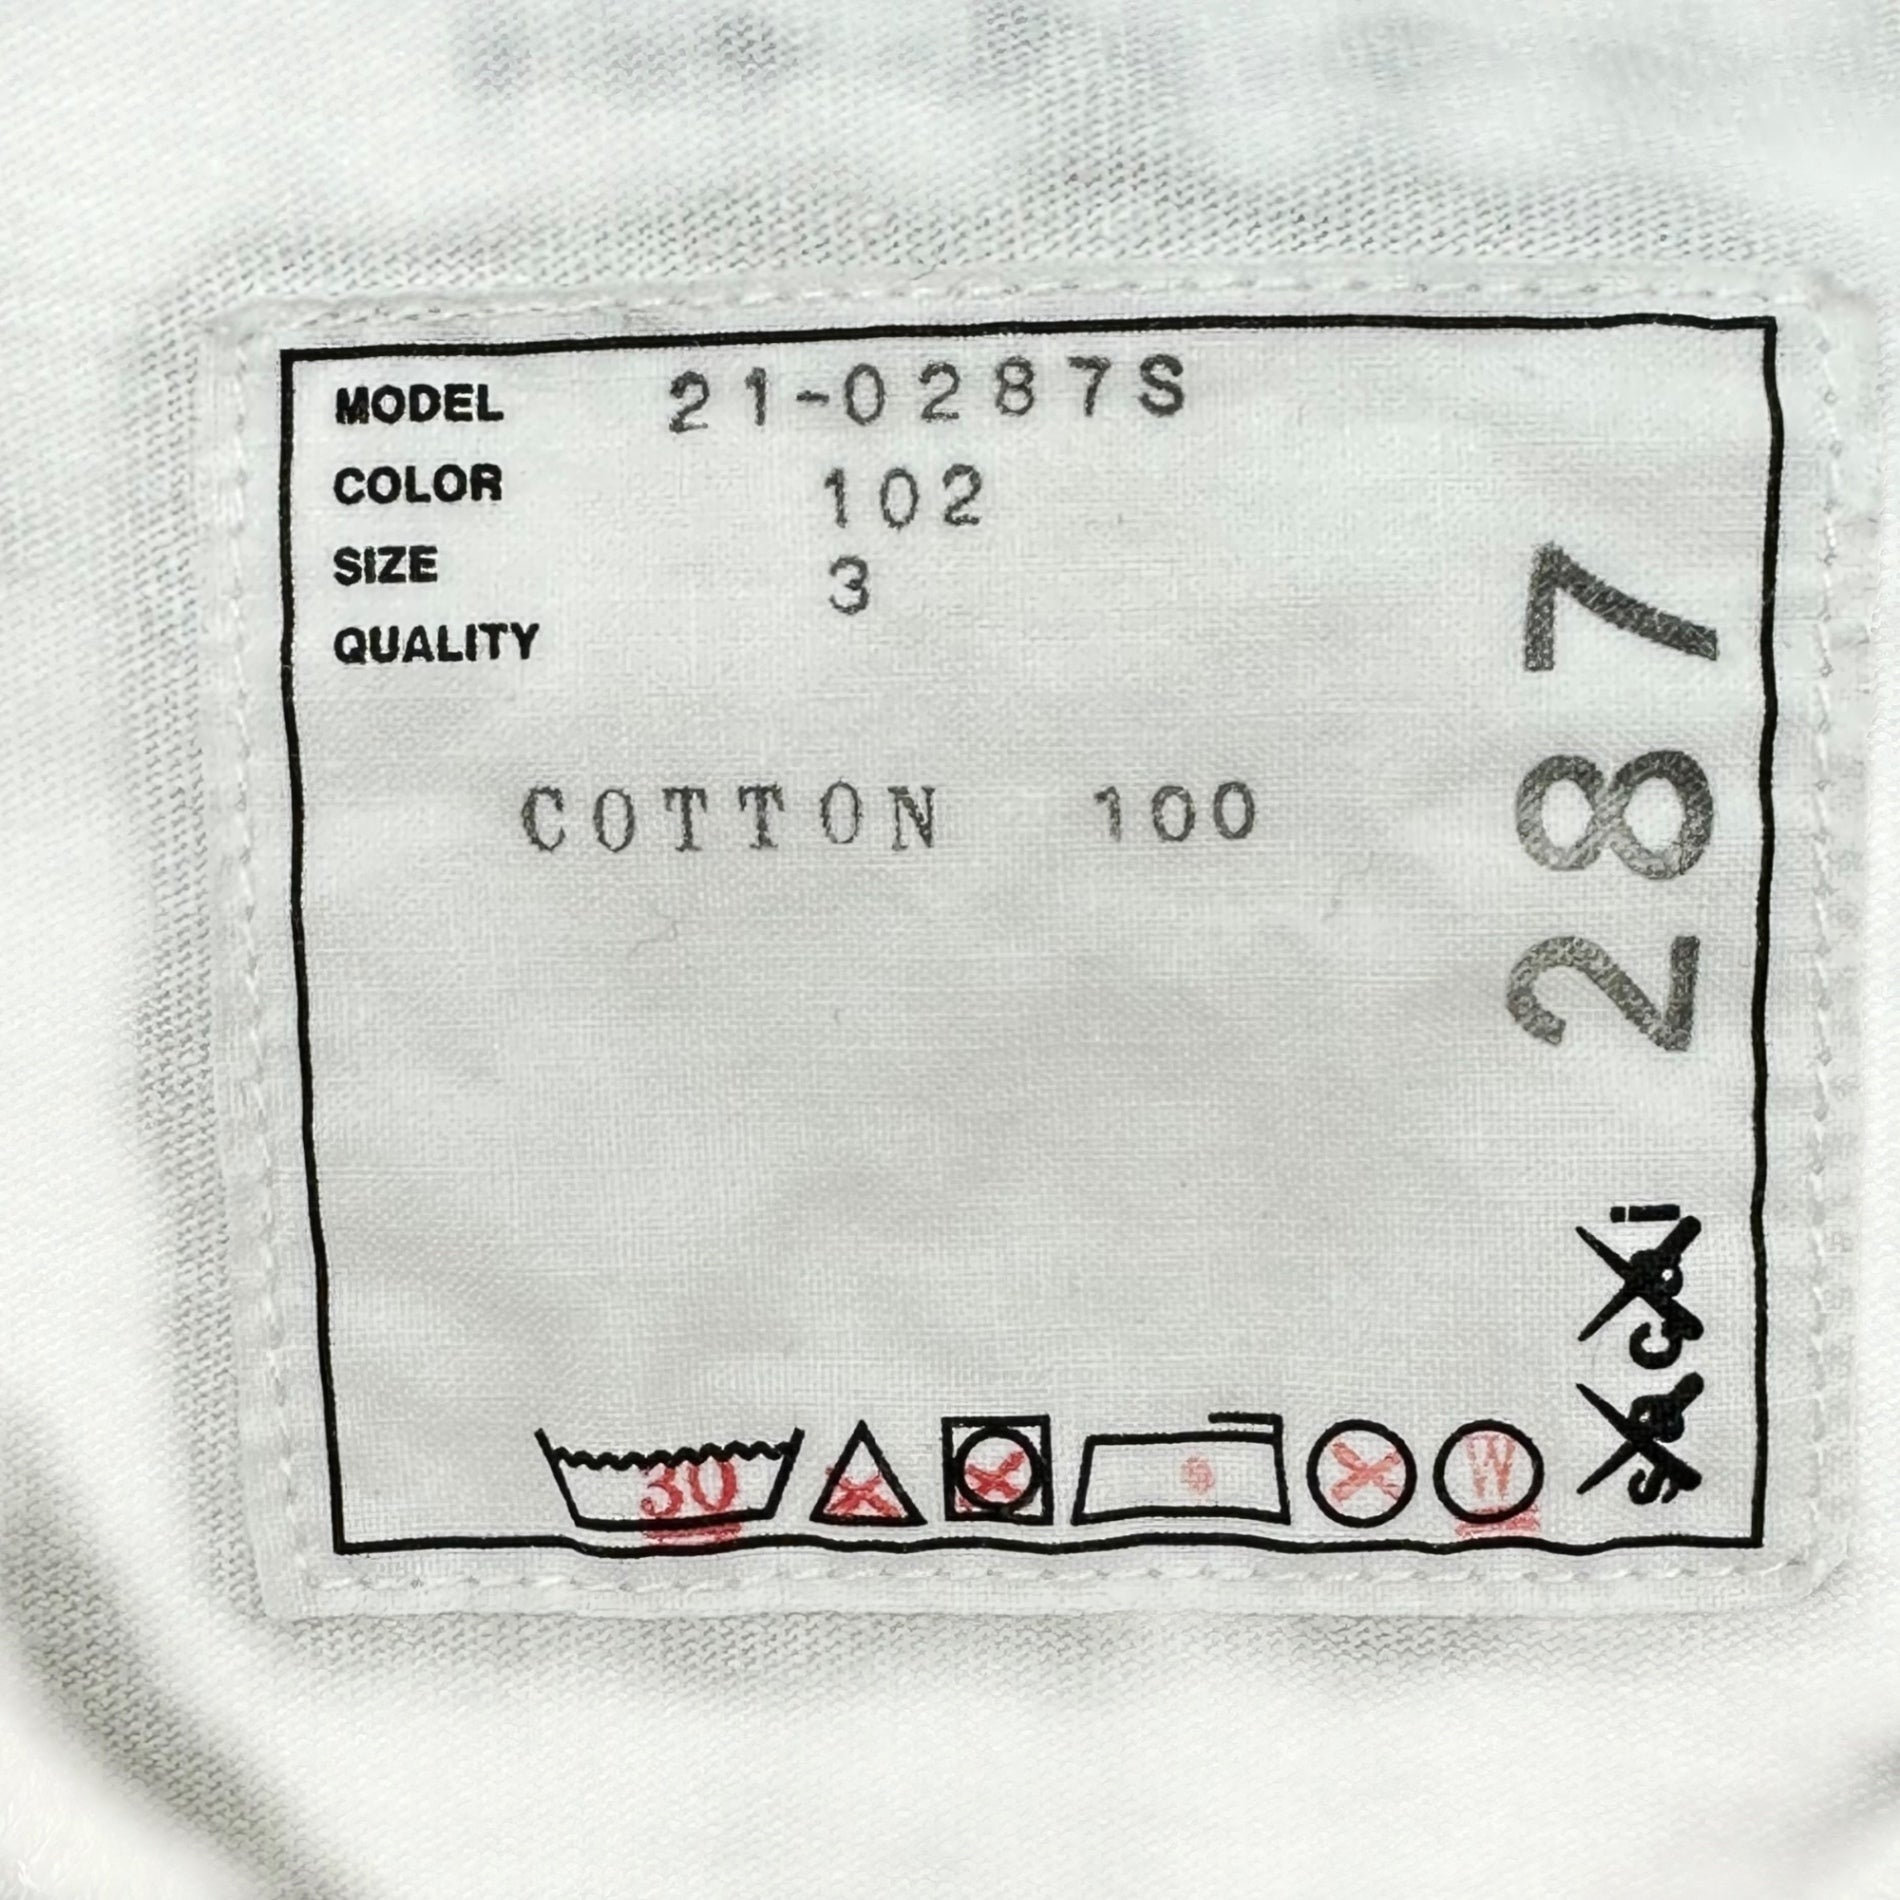 MODEL 21-0287S
COLOR 102
SIZE 3
QUALITY
COTTON 100
287
sacai
30
W